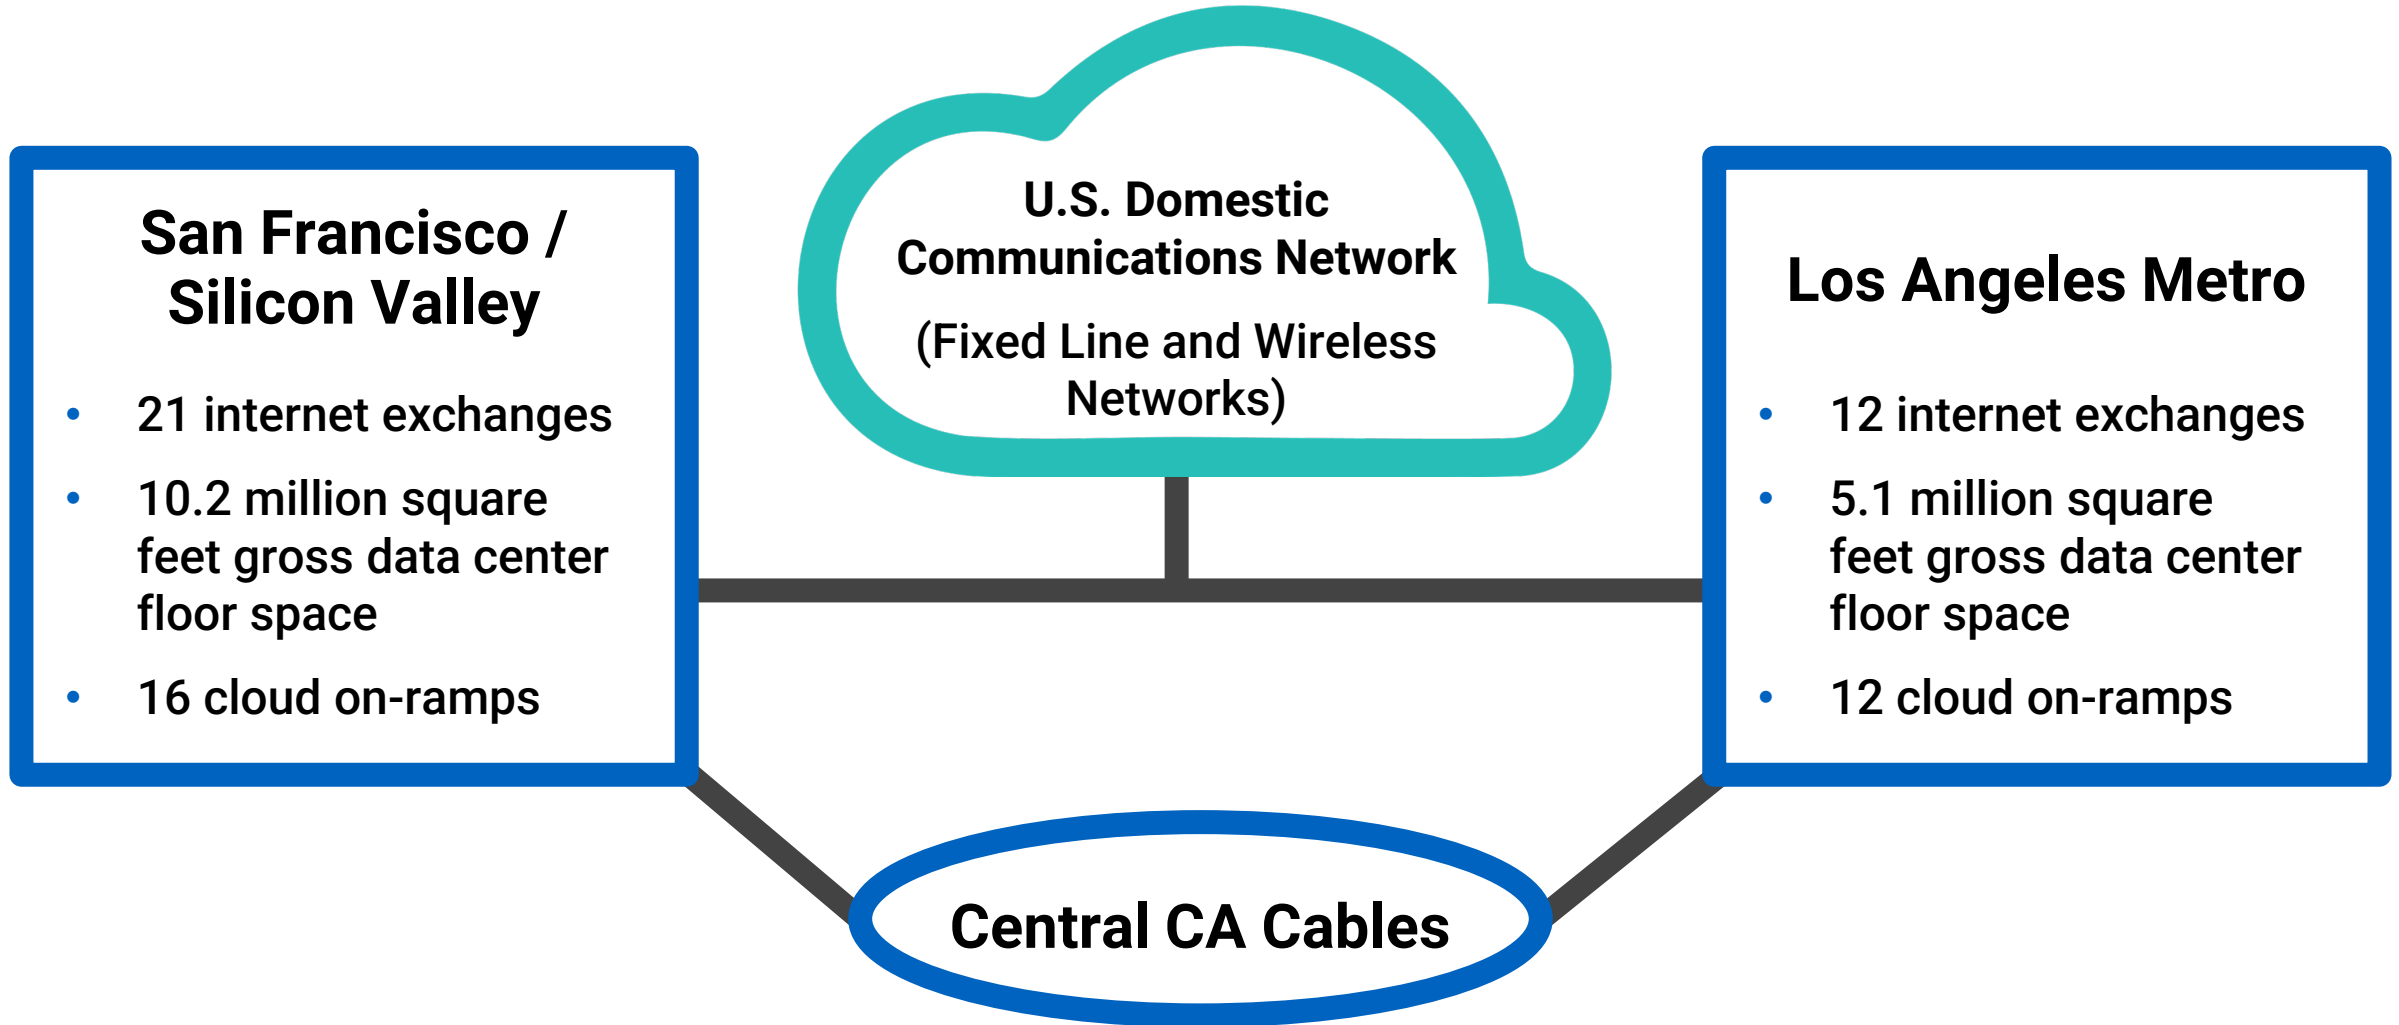 San Francisco /
Silicon Valley
• 21 internet exchanges
• 10.2 million square
feet gross data center
floor space
• 16 cloud on-ramps
U.S. Domestic
Communications Network
(Fixed Line and Wireless
Networks)
Los Angeles Metro
• 12 internet exchanges
• 5.1 million square
feet gross data center
floor space
• 12 cloud on-ramps
Central CA Cables